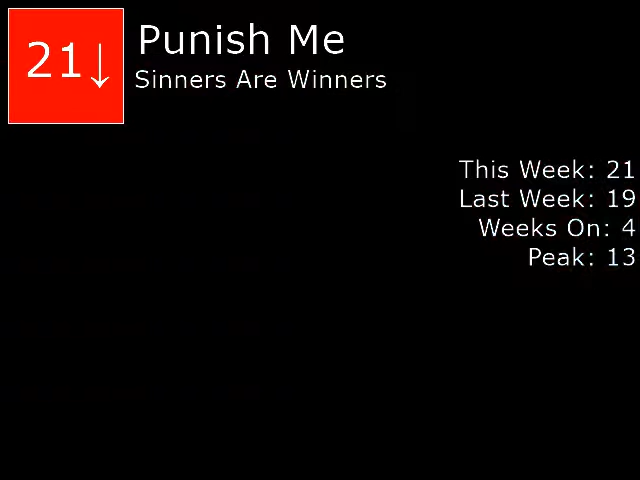 21↓
Punish Me
Sinners Are Winners
This Week: 21
Last Week: 19
Weeks On: 4
Peak: 13